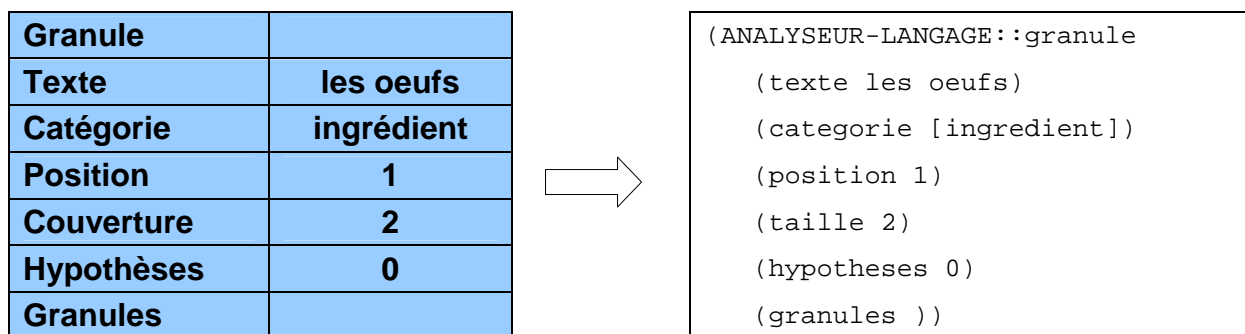 Granule
Texte les oeufs
Catégorie ingrédient
Position 1
Couverture 2
Hypothèses 0
Granules
(ANALYSEUR-LANGAGE::granule
(texte les oeufs)
(categorie [ingredient])
(position 1)
(taille 2)
(hypotheses 0)
(granules ))